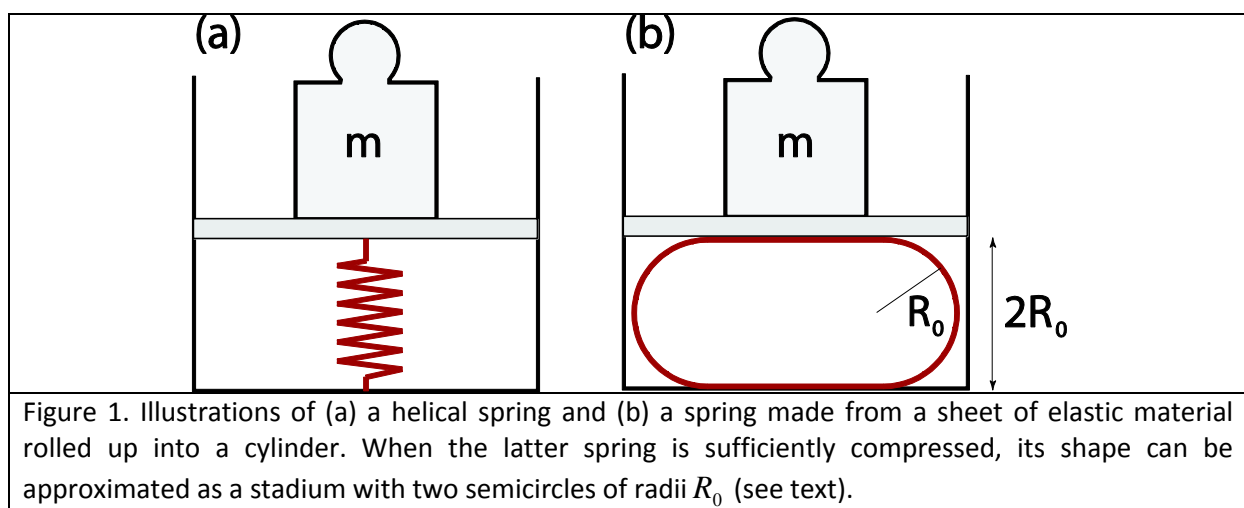 (a)
(b)
m
m
R₀
2R₀
Figure 1. Illustrations of (a) a helical spring and (b) a spring made from a sheet of elastic material
rolled up into a cylinder. When the latter spring is sufficiently compressed, its shape can be
approximated as a stadium with two semicircles of radii R₀ (see text).